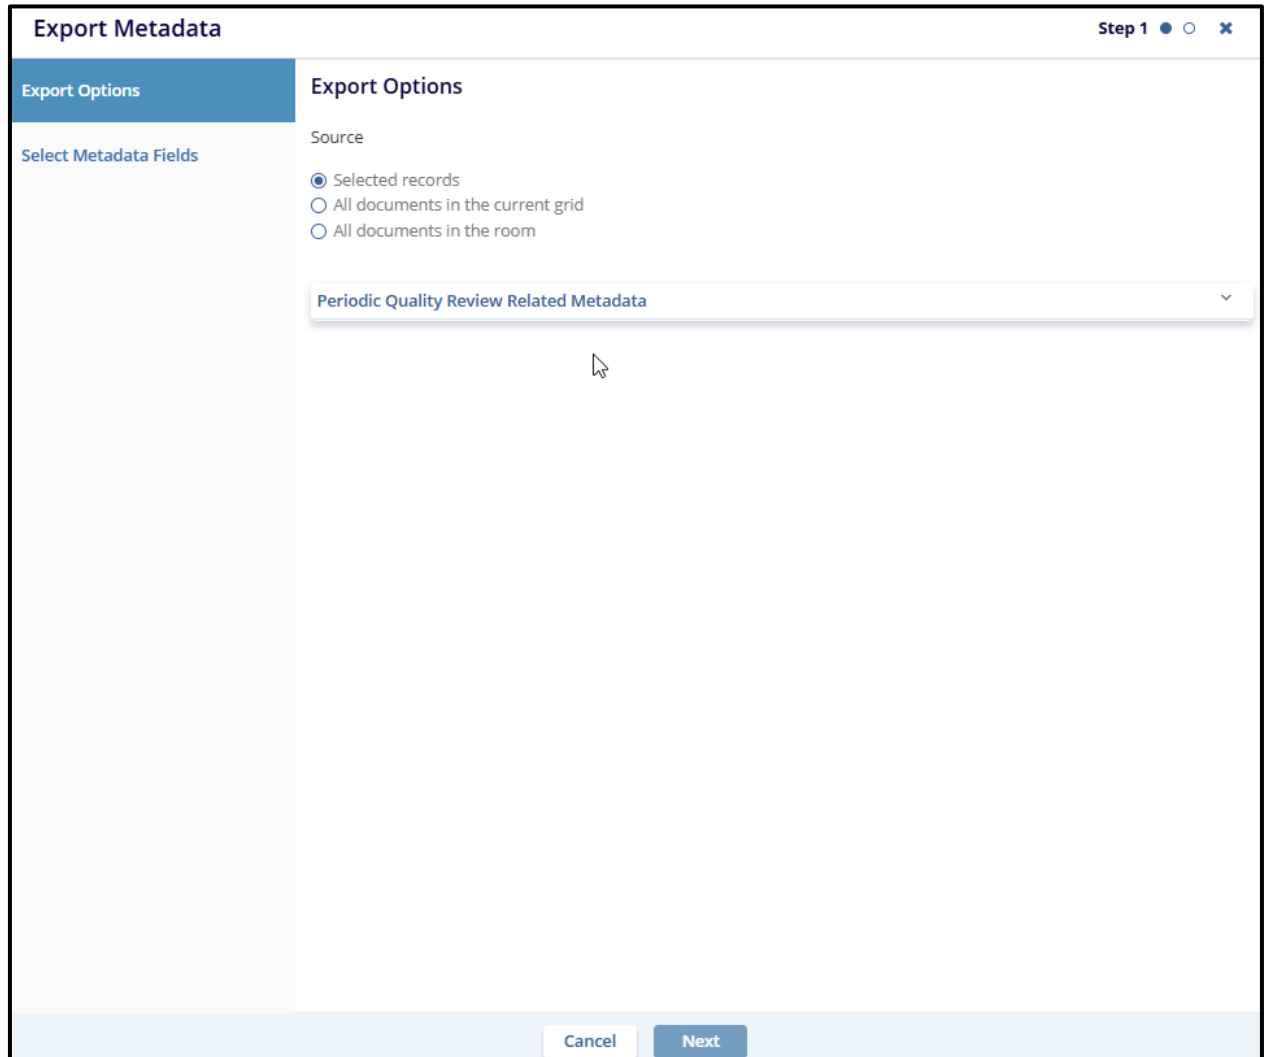 Export Metadata
Step 1
Export Options
Select Metadata Fields
Export Options
Source
Selected records
All documents in the current grid
All documents in the room
Periodic Quality Review Related Metadata
Cancel
Next